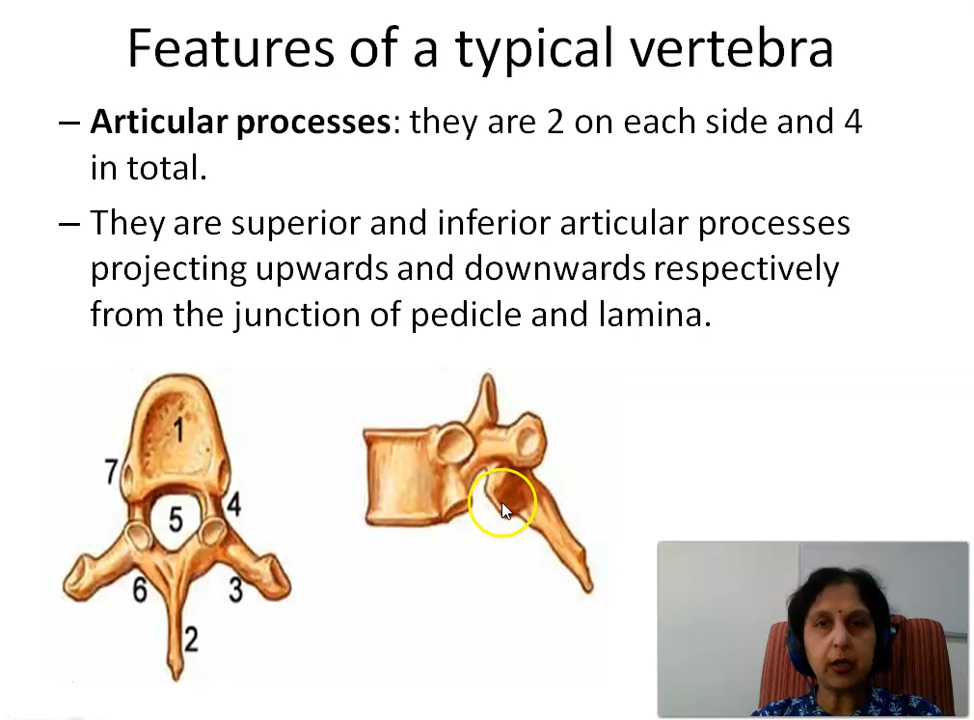 Features of a typical vertebra
– Articular processes: they are 2 on each side and 4
in total.
– They are superior and inferior articular processes
projecting upwards and downwards respectively
from the junction of pedicle and lamina.
1
7
4
5
6
3
2